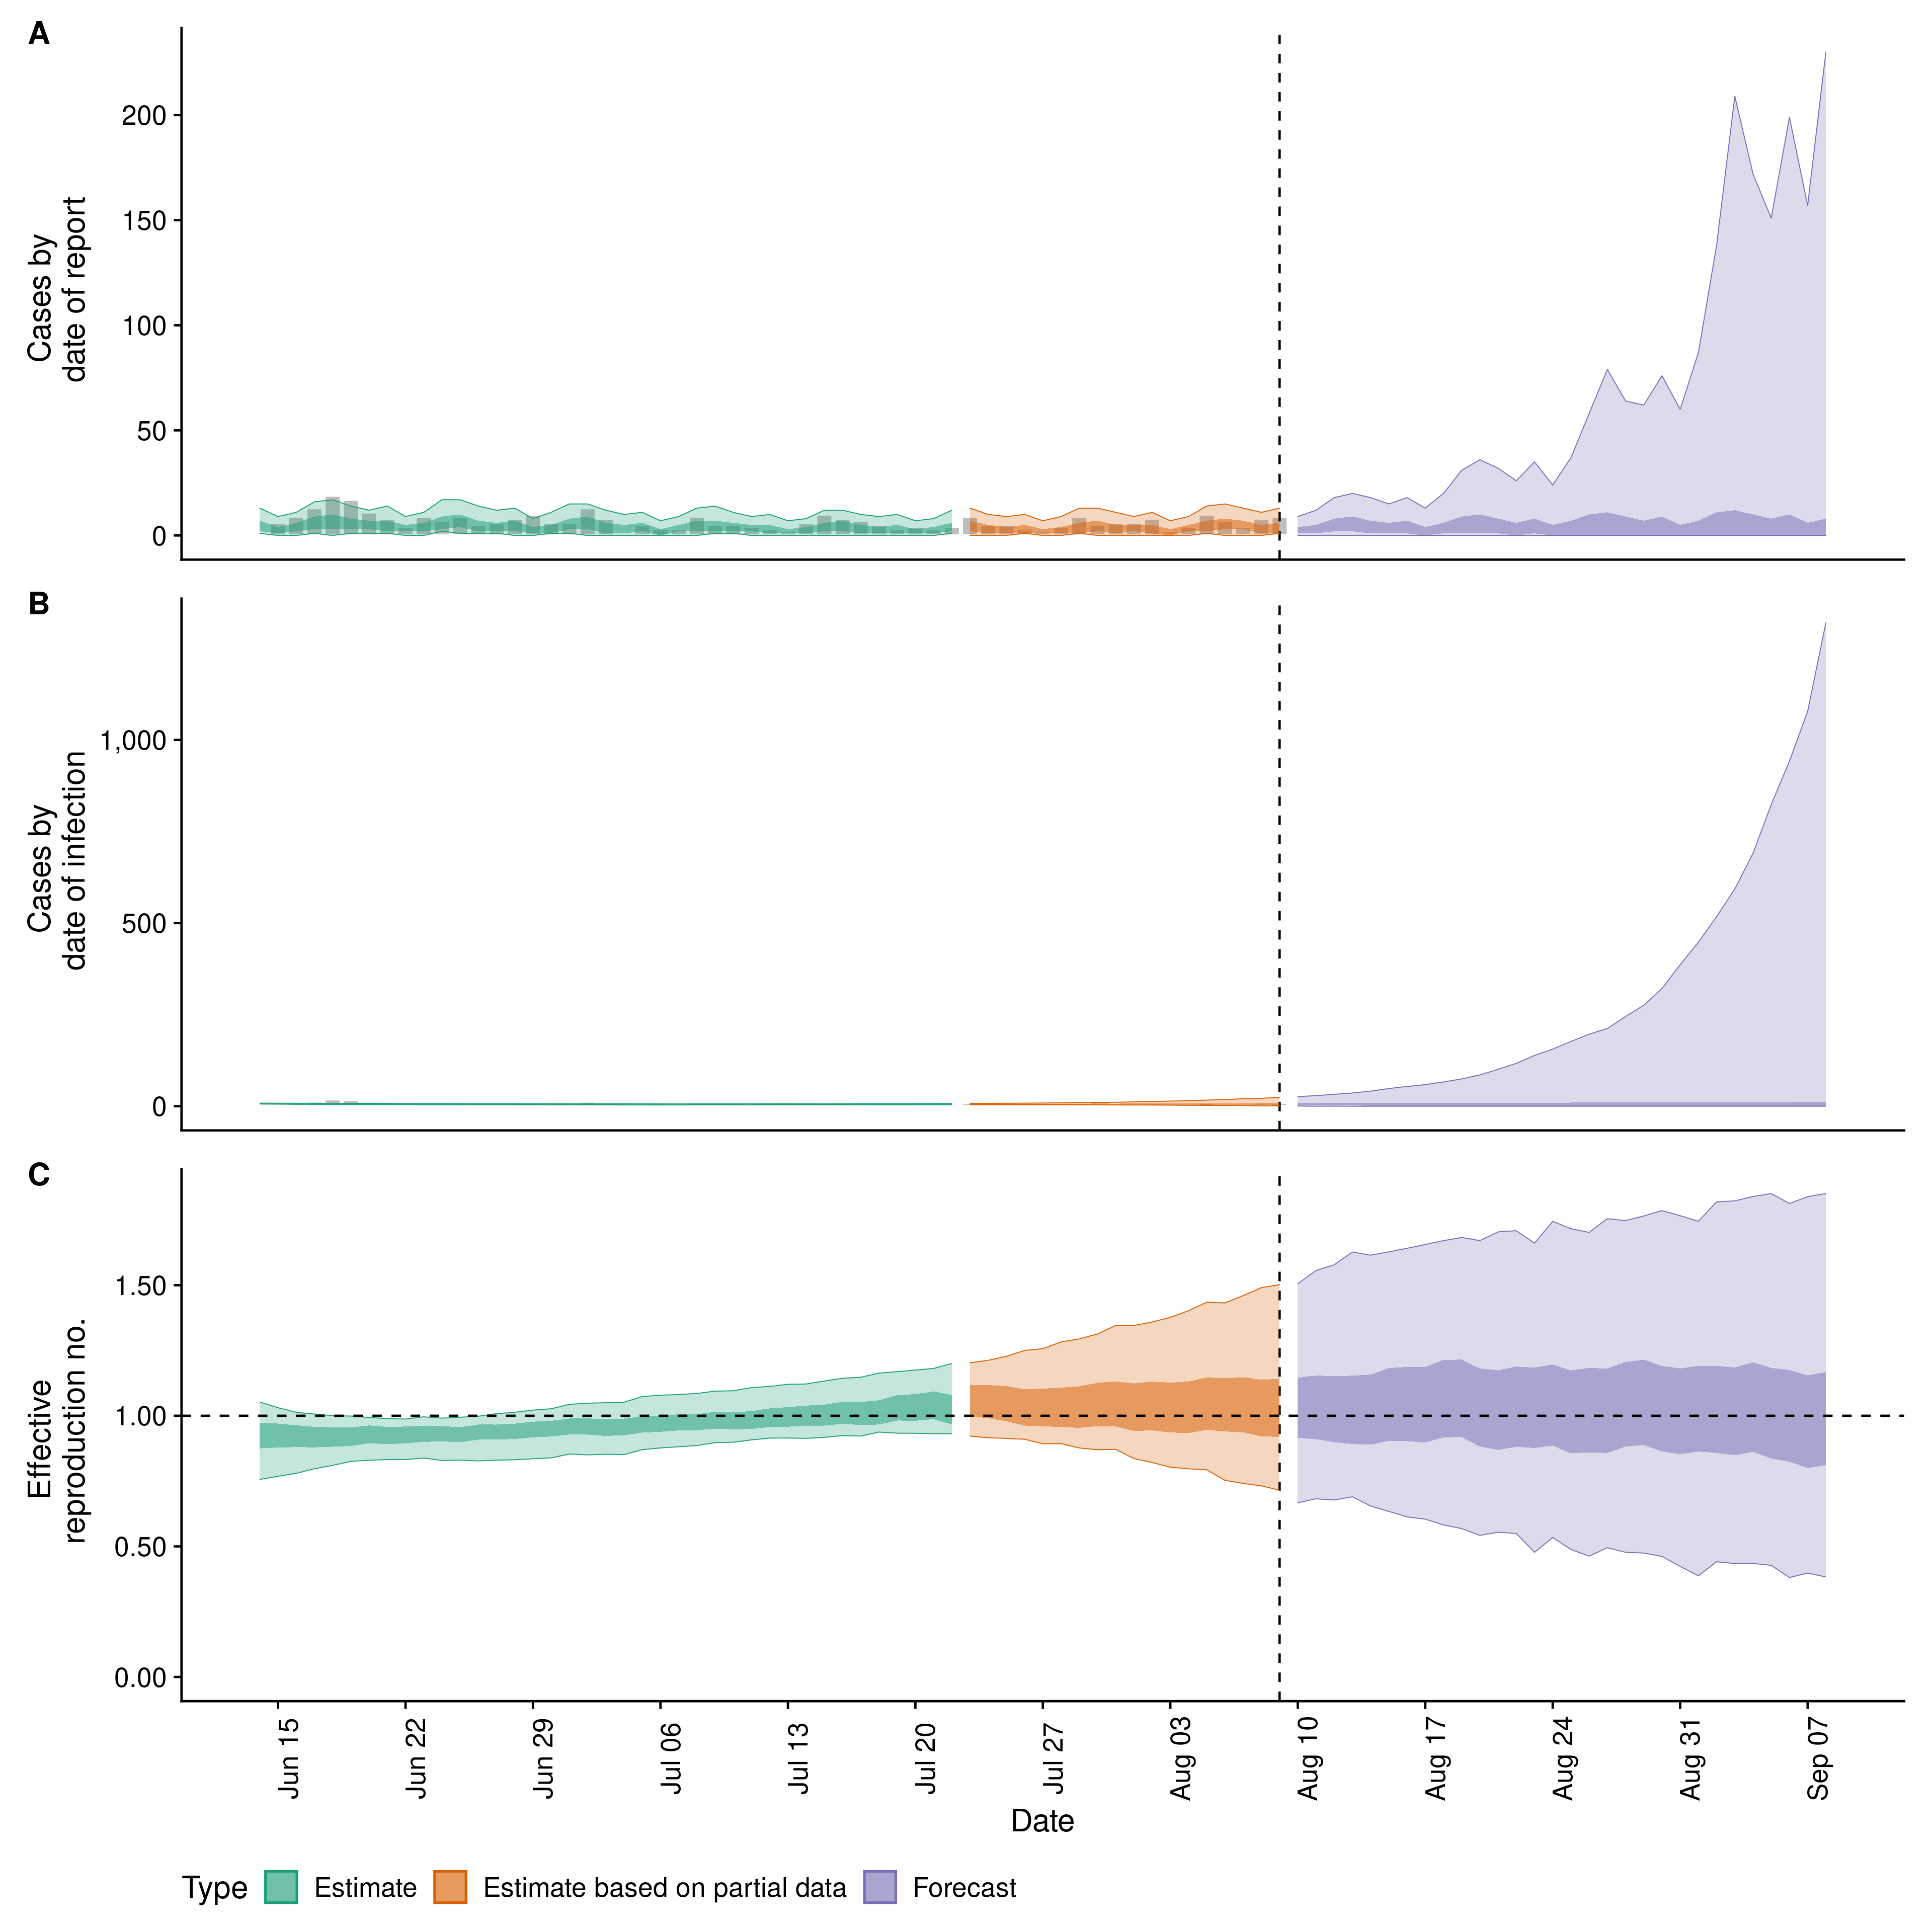 A
Cases by
date of report
200
150
100
50
0
B
Cases by
date of infection
1,000
500
0
C
Effective
reproduction no.
1.50
1.00
0.50
0.00
Jun 15
Jun 22
Jun 29
Jul 06
Jul 13
Jul 20
Jul 27
Aug 03
Aug 10
Aug 17
Aug 24
Aug 31
Sep 07
Date
Type Estimate Estimate based on partial data Forecast